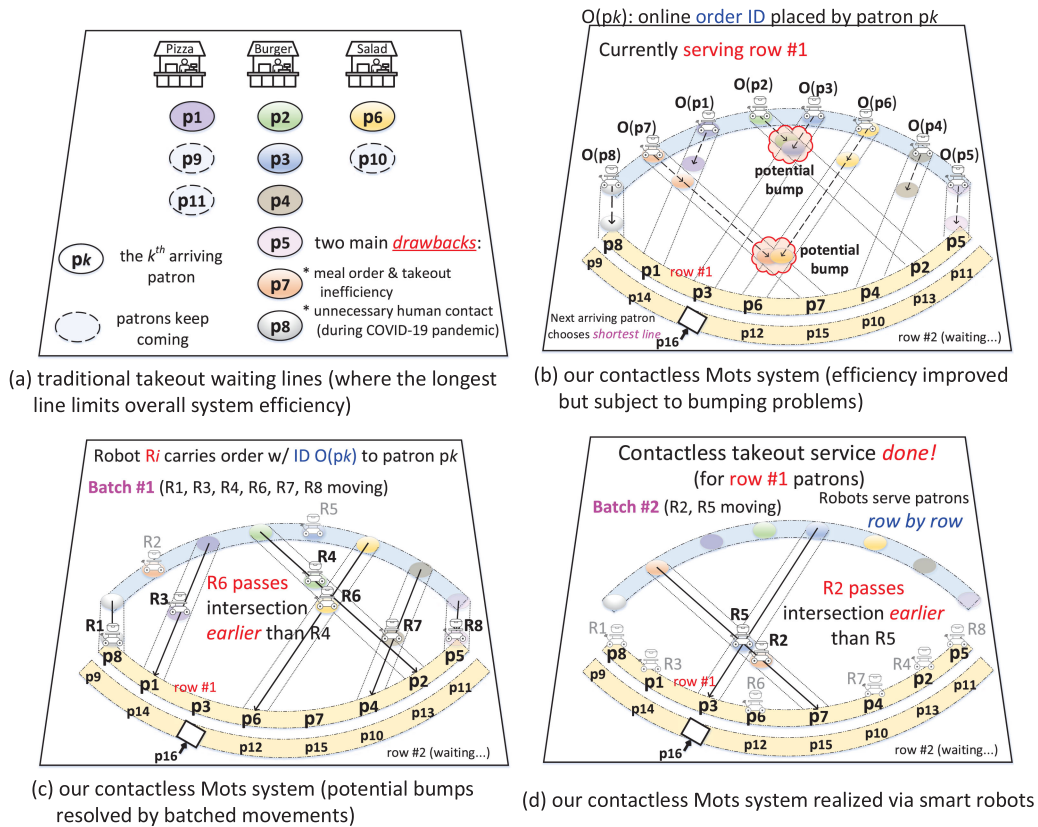 Pizza
Burger
Salad
p1
p2
p6
p9
p3
p10
p11
p4
p5
two main drawbacks:
pk
the kth arriving
patron
p7
* meal order & takeout
inefficiency
patrons keep
coming
p8
* unnecessary human contact
(during COVID-19 pandemic)
(a) traditional takeout waiting lines (where the longest
line limits overall system efficiency)
O(pk): online order ID placed by patron pk
Currently serving row #1
O(p2)
O(p3)
O(p1)
O(p6)
O(p7)
O(p4)
O(p8)
O(p5)
potential
bump
potential
bump
p8
p5
p9
p1
row #1
p2
p11
p14
p3
p4
p13
p6
p7
p10
Next arriving patron
chooses shortest line
p16
p12
p15
row #2 (waiting...)
(b) our contactless Mots system (efficiency improved
but subject to bumping problems)
Robot Ri carries order w/ ID O(pk) to patron pk
Batch #1 (R1, R3, R4, R6, R7, R8 moving)
R5
R2
R4
R6 passes
intersection
earlier than R4
R3
R6
R1
R7
R8
p8
p5
p9
p1
row #1
p2
p11
p14
p3
p4
p13
p6
p7
p10
p16
p12
p15
row #2 (waiting...)
(c) our contactless Mots system (potential bumps
resolved by batched movements)
Contactless takeout service done!
(for row #1 patrons)
Batch #2 (R2, R5 moving)
Robots serve patrons
row by row
R2 passes
intersection earlier
than R5
R5
R2
R1
R8
p8
R3
R4
p5
p9
p1
row #1
R6
R7
p2
p11
p14
p3
p4
p13
p6
p7
p10
p16
p12
p15
row #2 (waiting...)
(d) our contactless Mots system realized via smart robots